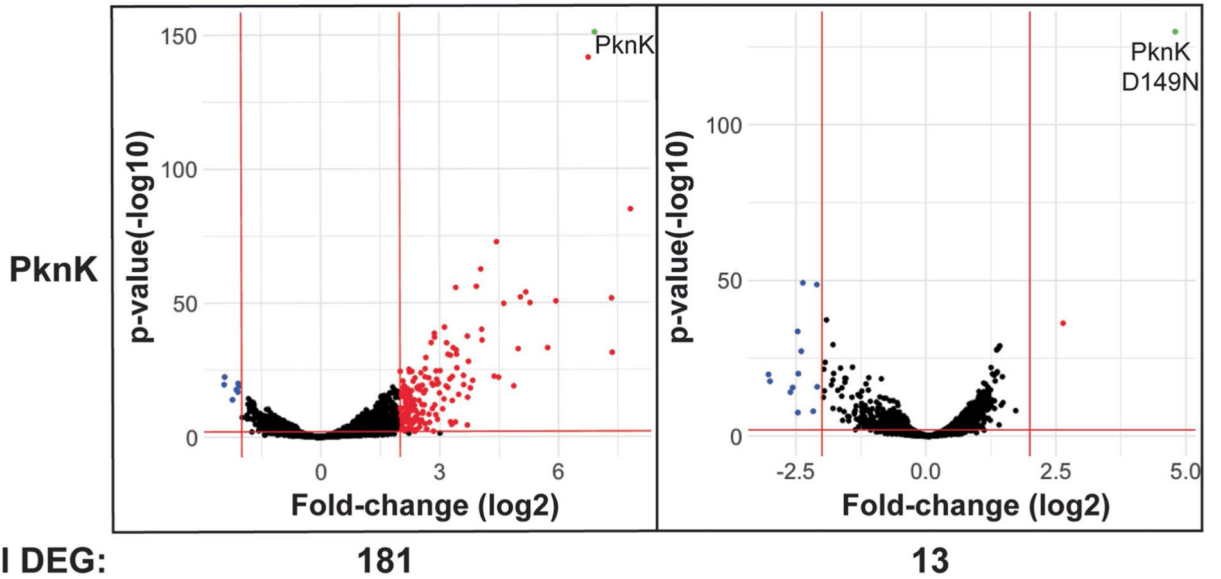 PknK
150
100
50
0
p-value(-log10)
PknK
0
3
6
Fold-change (log2)
100
50
0
p-value(-log10)
PknK
D149N
-2.5
0.0
2.5
5.0
Fold-change (log2)
l DEG:
181
13